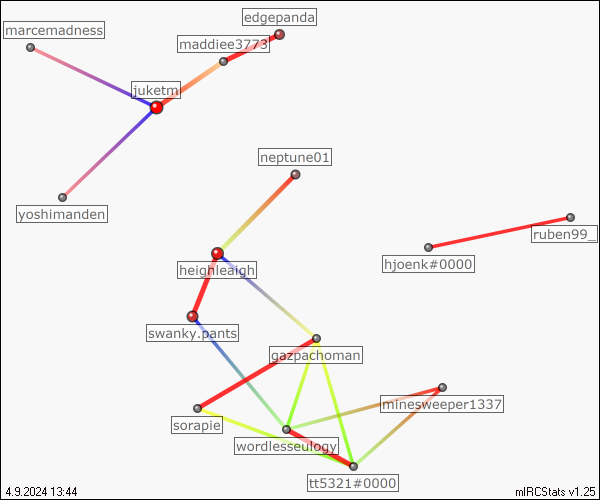 edgepanda
marcemadness
maddiee3773
juketm
neptune01
yoshimanden
ruben99_
hjoenk#0000
heighleaigh
swanky.pants
gazpachoman
minesweeper1337
sorapie
wordlesseulogy
tt5321#0000
4.9.2024 13:44
mIRCStats v1.25